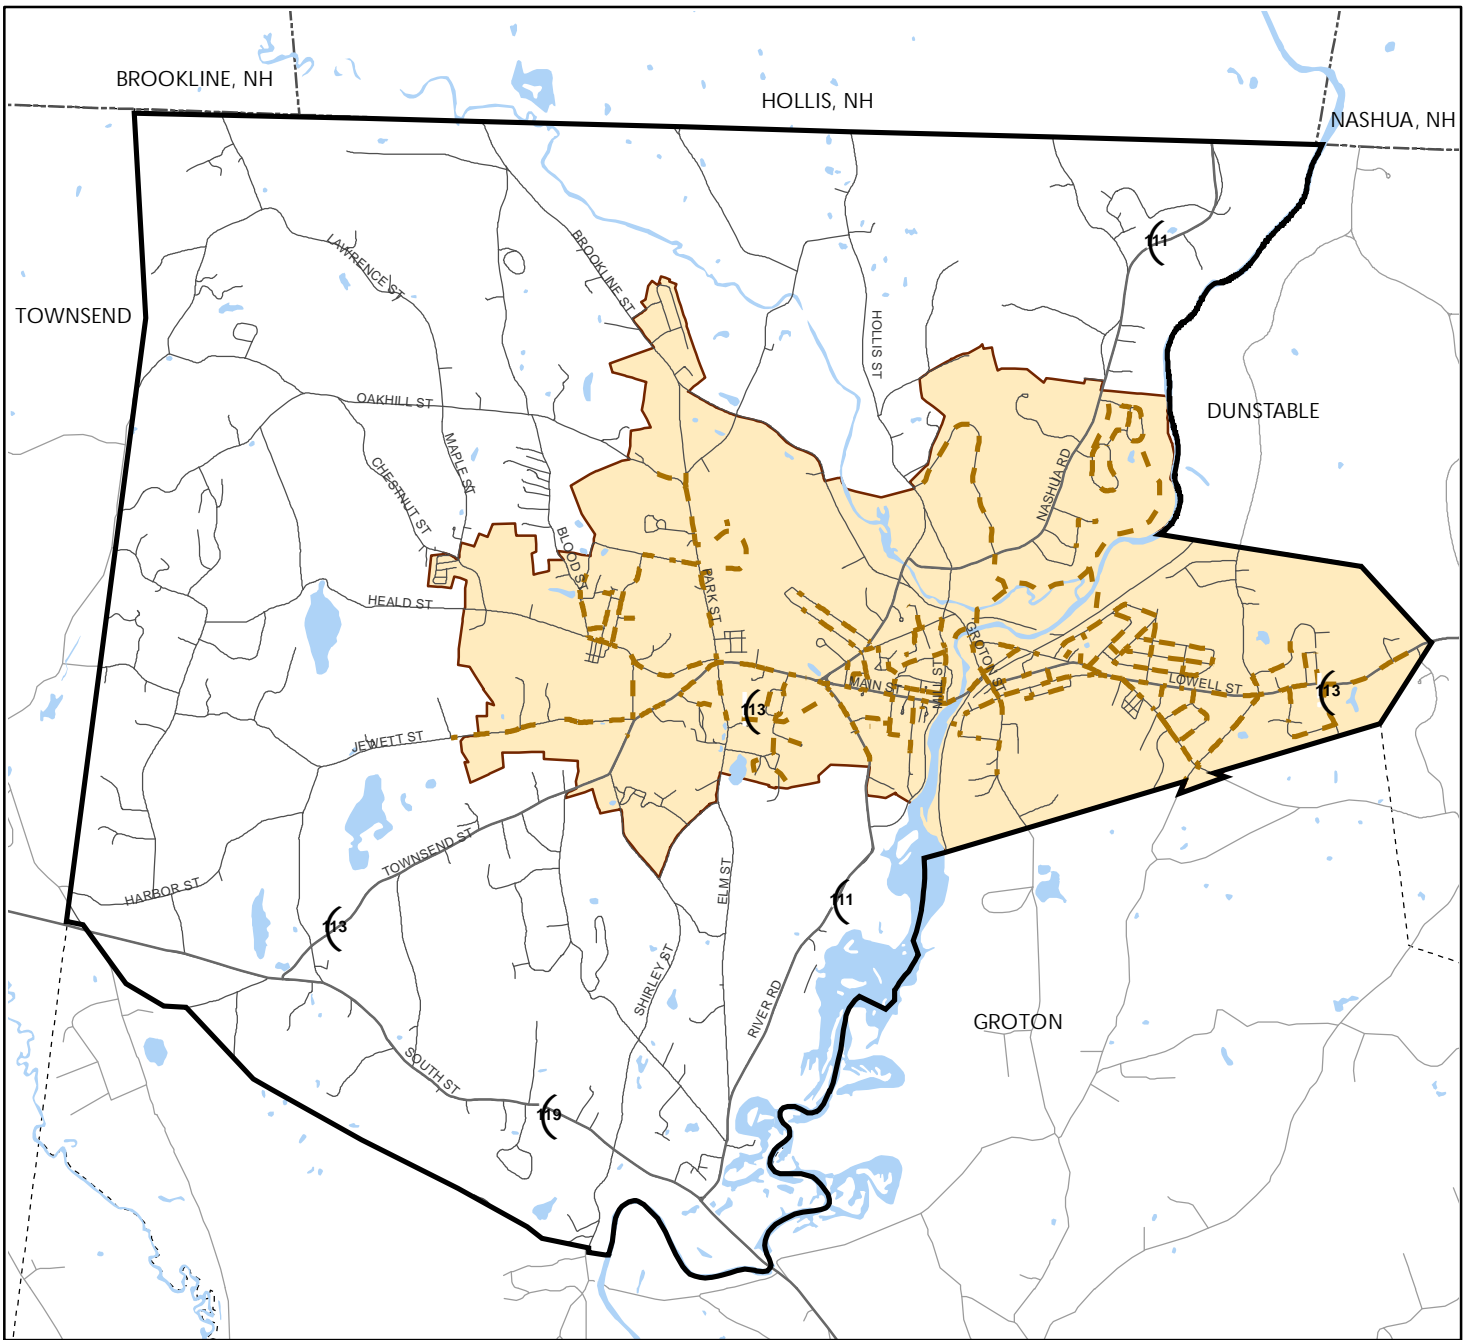 BROOKLINE, NH
HOLLIS, NH
NASHUA, NH
111
LAWRENCE ST
BROOKLINE ST
TOWNSEND
HOLLIS ST
OAKHILL ST
DUNSTABLE
MAPLE ST
CHESTNUT ST
NASHUA RD
BLOOD ST
PARK ST
HEALD ST
GROTON ST
MAIN ST
MILL ST
LOWELL ST
113
113
JEWETT ST
TOWNSEND ST
HARBOR ST
ELM ST
111
113
SHIRLEY ST
RIVER RD
GROTON
SOUTH ST
119